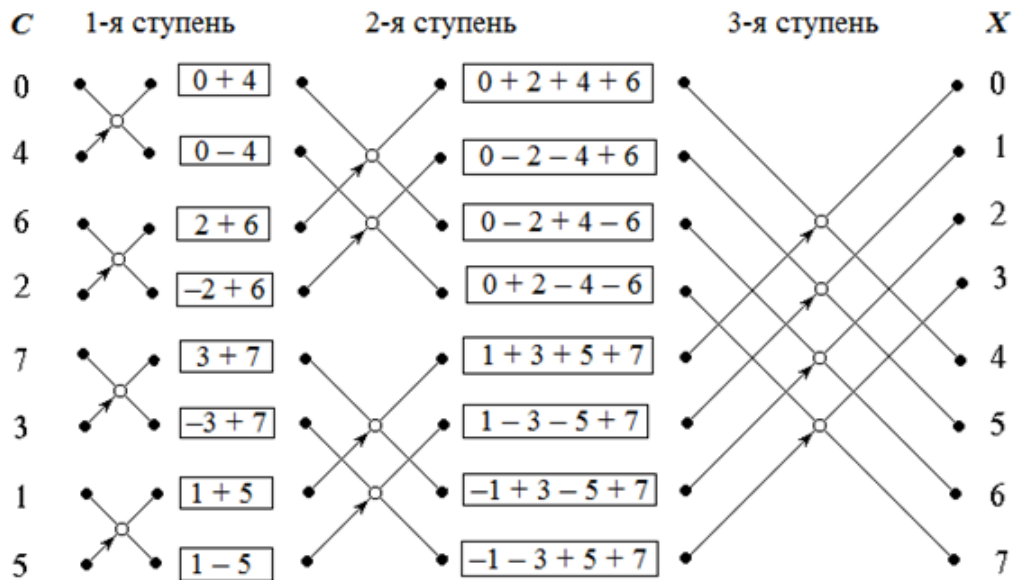 C 1-я ступень 2-я ступень 3-я ступень X
0 0 + 4 0 + 2 + 4 + 6 0
4 0 – 4 0 – 2 – 4 + 6 1
6 2 + 6 0 – 2 + 4 – 6 2
2 –2 + 6 0 + 2 – 4 – 6 3
7 3 + 7 1 + 3 + 5 + 7 4
3 –3 + 7 1 – 3 – 5 + 7 5
1 1 + 5 –1 + 3 – 5 + 7 6
5 1 – 5 –1 – 3 + 5 + 7 7